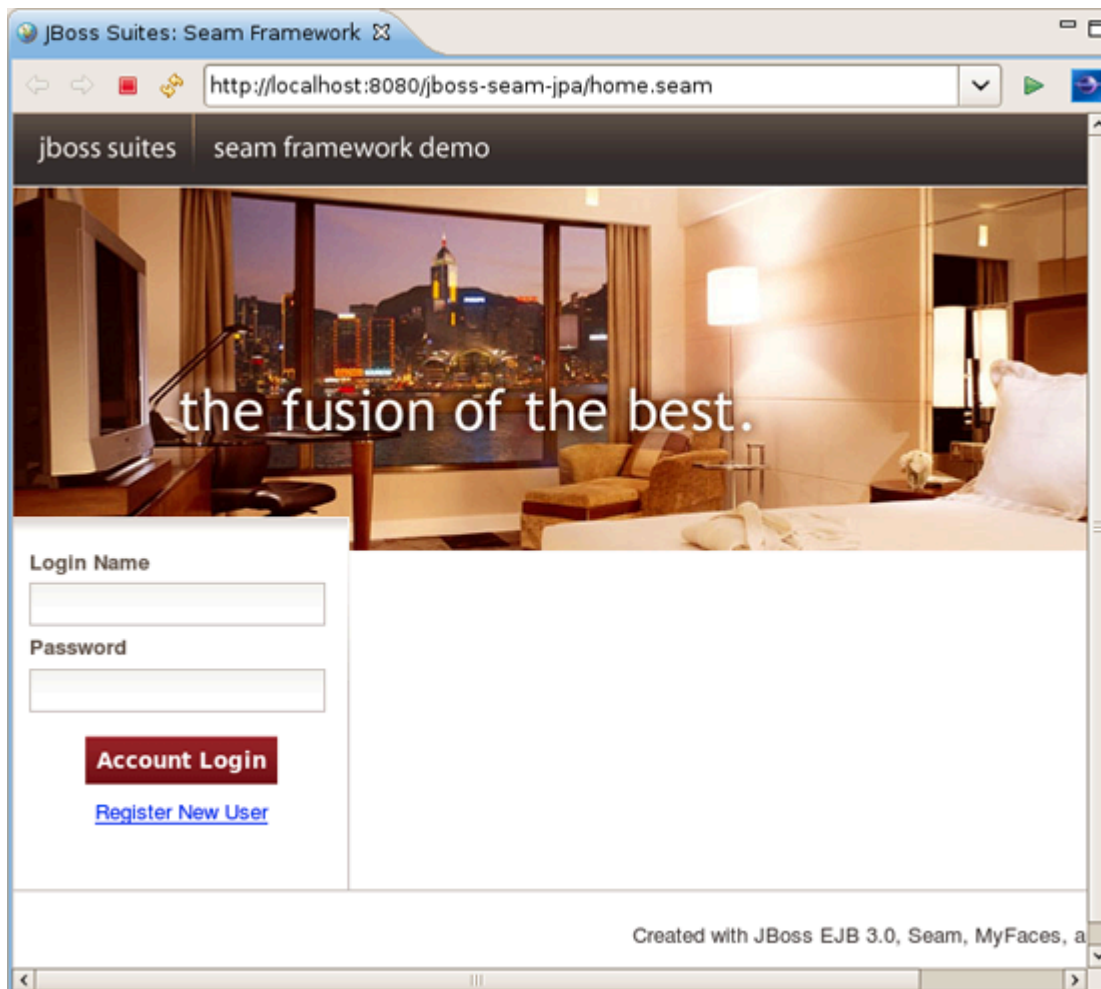 JBoss Suites: Seam Framework
http://localhost:8080/jboss-seam-jpa/home.seam
jboss suites seam framework demo
the fusion of the best.
Login Name
Password
Account Login
Register New User
Created with JBoss EJB 3.0, Seam, MyFaces, a